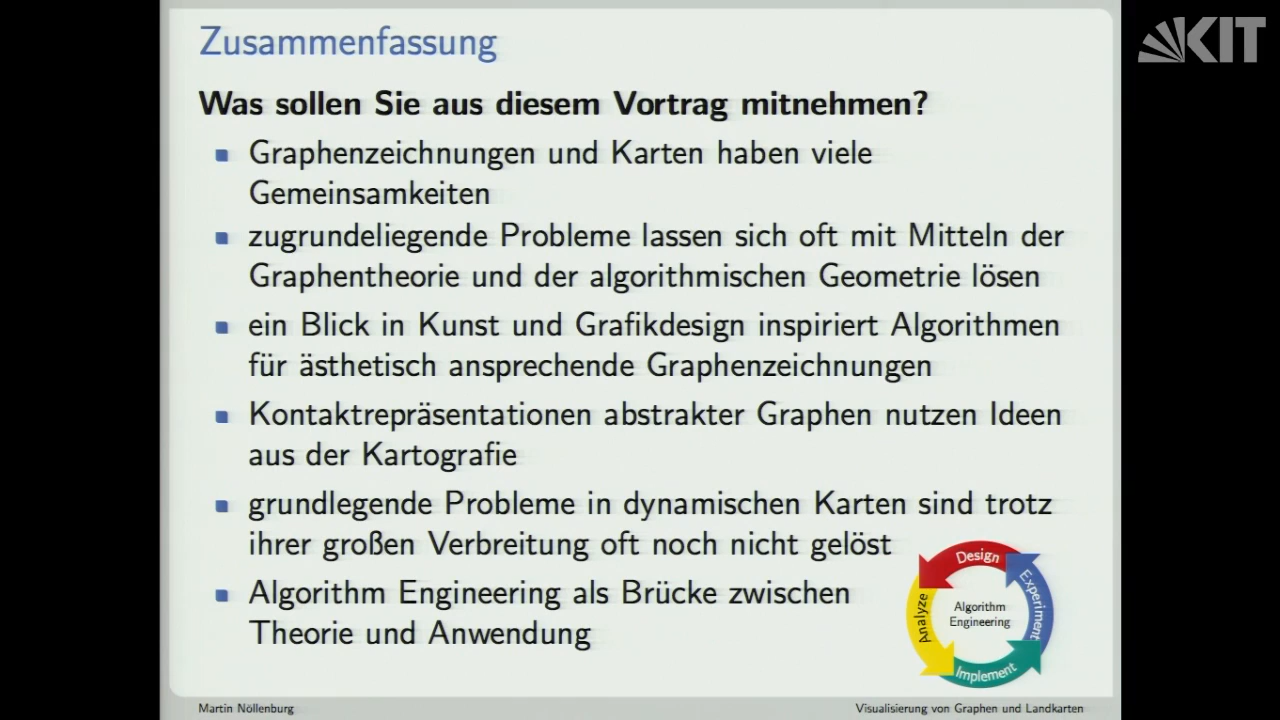 Zusammenfassung
KIT
Was sollen Sie aus diesem Vortrag mitnehmen?
Graphenzeichnungen und Karten haben viele
Gemeinsamkeiten
zugrundeliegende Probleme lassen sich oft mit Mitteln der
Graphentheorie und der algorithmischen Geometrie lösen
ein Blick in Kunst und Grafikdesign inspiriert Algorithmen
für ästhetisch ansprechende Graphenzeichnungen
Kontaktrepräsentationen abstrakter Graphen nutzen Ideen
aus der Kartografie
grundlegende Probleme in dynamischen Karten sind trotz
ihrer großen Verbreitung oft noch nicht gelöst
Algorithm Engineering als Brücke zwischen
Theorie und Anwendung
Design
Experiment
Implement
Analyze
Algorithm
Engineering
Martin Nöllenburg
Visualisierung von Graphen und Landkarten